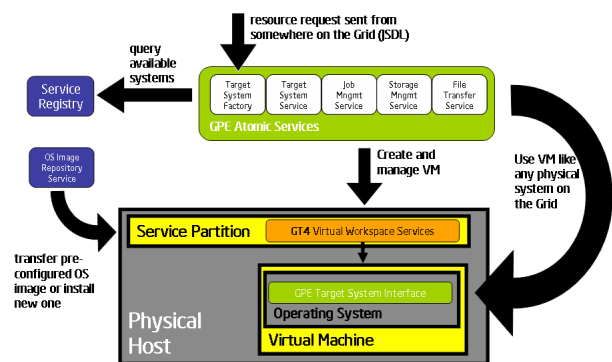 resource request sent from
somewhere on the Grid (JSDL)
query
available
systems
Service
Registry
Target
System
Factory
Target
System
Service
Job
Mngmt
Service
Storage
Mngmt
Service
File
Transfer
Service
GPE Atomic Services
OS Image
Repository
Service
Create and
manage VM
Use VM like
any physical
system on
the Grid
Service Partition
GT4 Virtual Workspace Services
transfer pre-
configured OS
image or install
new one
GPE Target System Interface
Operating System
Physical
Host
Virtual Machine